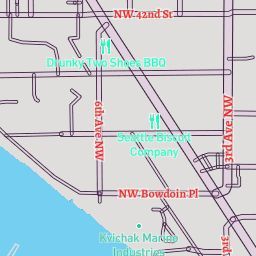 NW 42nd St
Drunky Two Shoes BBQ
6th Ave NW
Seattle Biscuit
Company
3rd Ave NW
NW Bowdoin Pl
Kvichak Marine
Industries
3rd